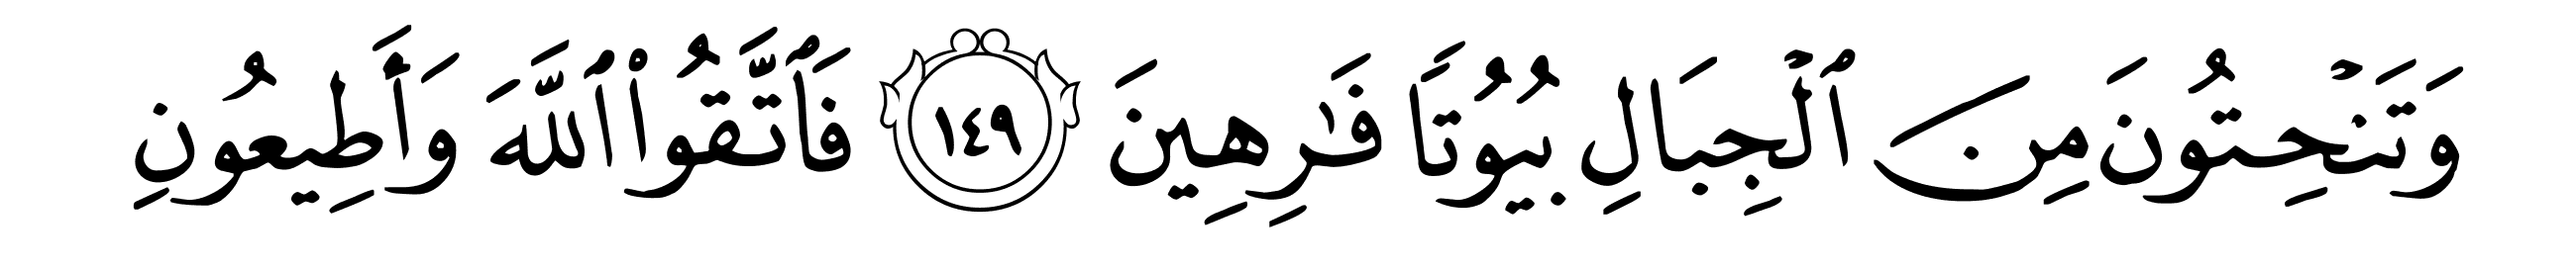 وَتَنْحِتُونَ مِنَ ٱلْجِبَالِ بُيُوتًا فَٰرِهِينَ ١٤٩ فَٱتَّقُوا۟ ٱللَّهَ وَأَطِيعُونِ